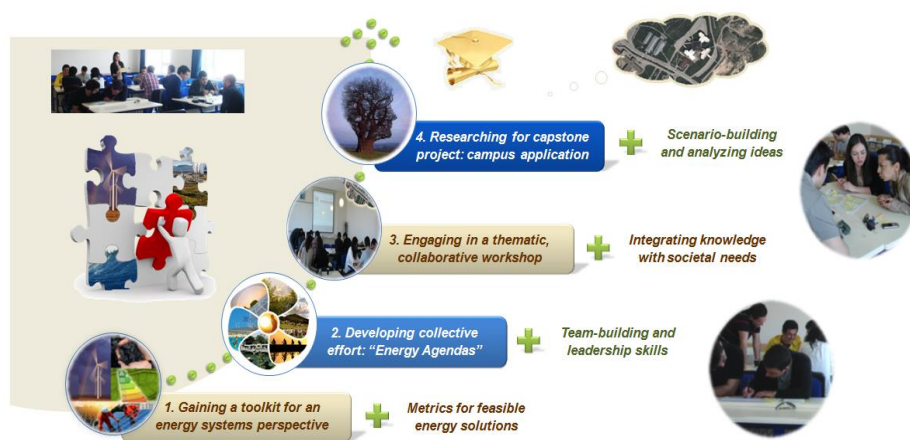 4. Researching for capstone
project: campus application
Scenario-building
and analyzing ideas
3. Engaging in a thematic,
collaborative workshop
Integrating knowledge
with societal needs
2. Developing collective
effort: “Energy Agendas”
Team-building and
leadership skills
1. Gaining a toolkit for an
energy systems perspective
Metrics for feasible
energy solutions